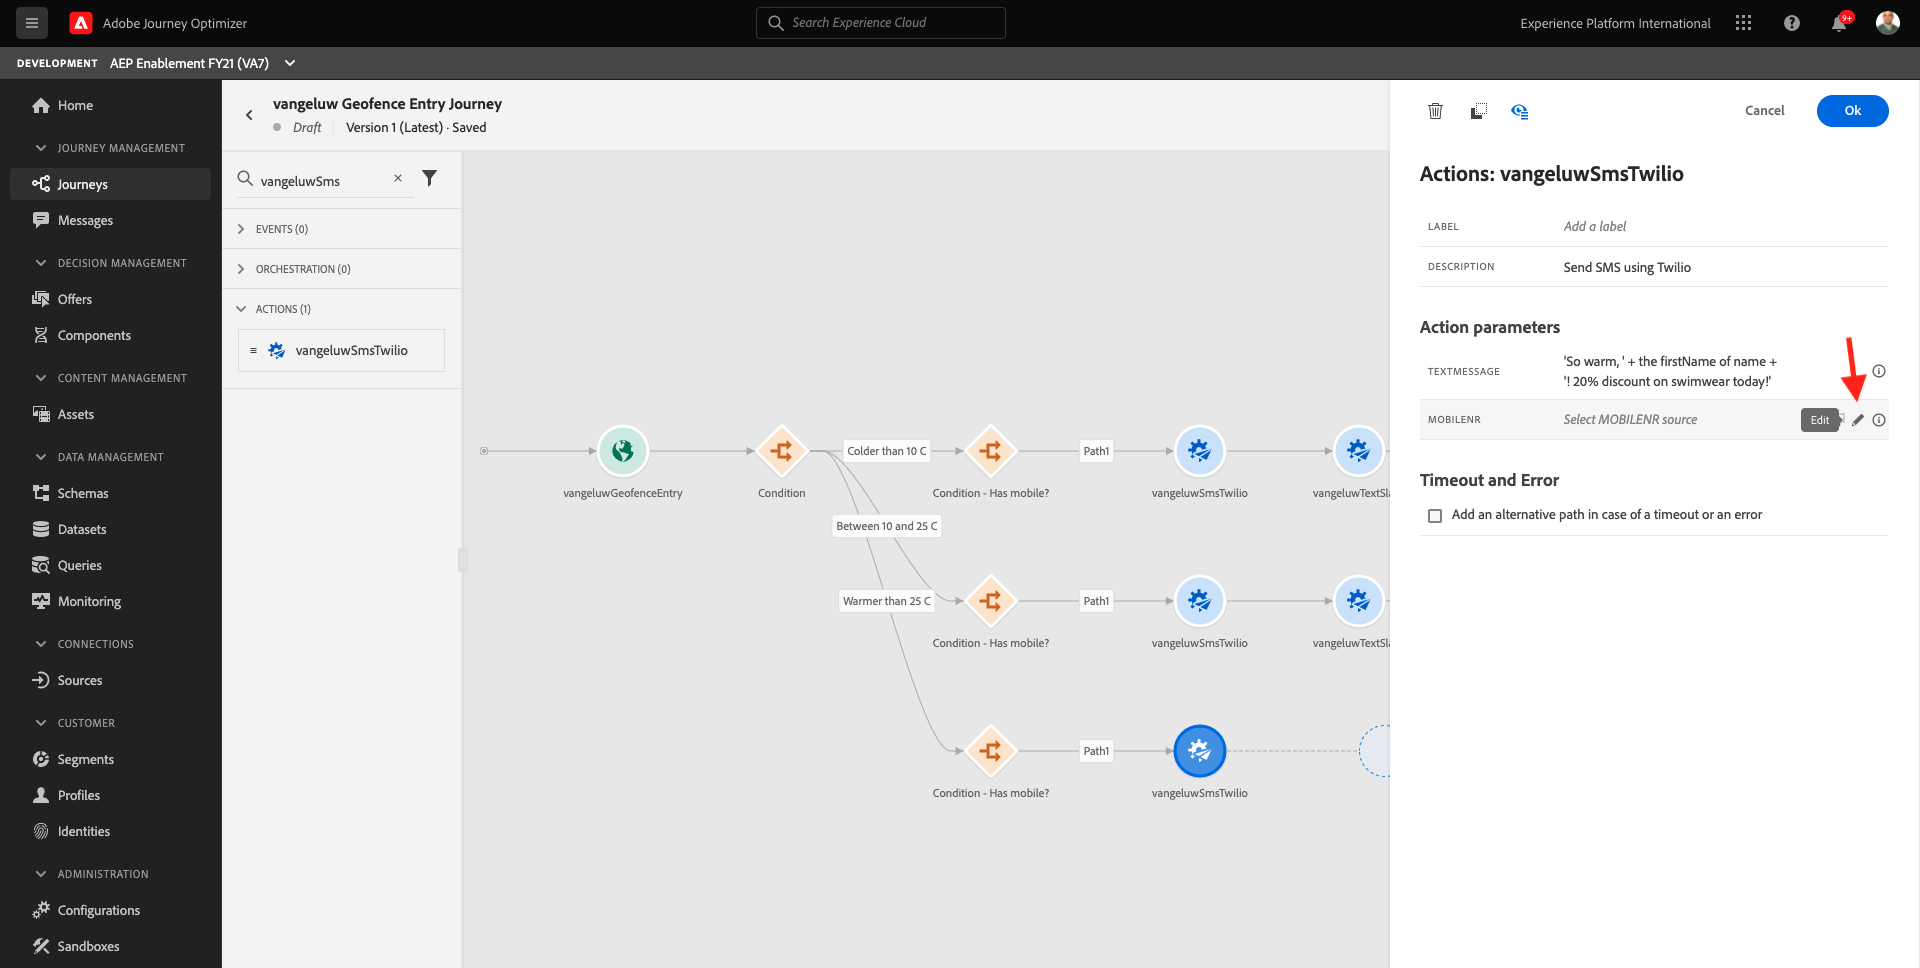 Adobe Journey Optimizer
Search Experience Cloud
Experience Platform International
9+
DEVELOPMENT AEP Enablement FY21 (VA7)
Home
JOURNEY MANAGEMENT
Journeys
Messages
DECISION MANAGEMENT
Offers
Components
CONTENT MANAGEMENT
Assets
DATA MANAGEMENT
Schemas
Datasets
Queries
Monitoring
CONNECTIONS
Sources
CUSTOMER
Segments
Profiles
Identities
ADMINISTRATION
Configurations
Sandboxes
vangeluw Geofence Entry Journey
Draft Version 1 (Latest) · Saved
vangeluwSms
EVENTS (0)
ORCHESTRATION (0)
ACTIONS (1)
vangeluwSmsTwilio
vangeluwGeofenceEntry
Condition
Colder than 10 C
Condition - Has mobile?
Path1
vangeluwSmsTwilio
vangeluwTextSla
Between 10 and 25 C
Warmer than 25 C
Condition - Has mobile?
Path1
vangeluwSmsTwilio
vangeluwTextSla
Condition - Has mobile?
Path1
vangeluwSmsTwilio
Cancel
Ok
Actions: vangeluwSmsTwilio
LABEL Add a label
DESCRIPTION Send SMS using Twilio
Action parameters
TEXTMESSAGE
'So warm, ' + the firstName of name +
'! 20% discount on swimwear today!'
MOBILENR Select MOBILENR source
Edit
Timeout and Error
Add an alternative path in case of a timeout or an error